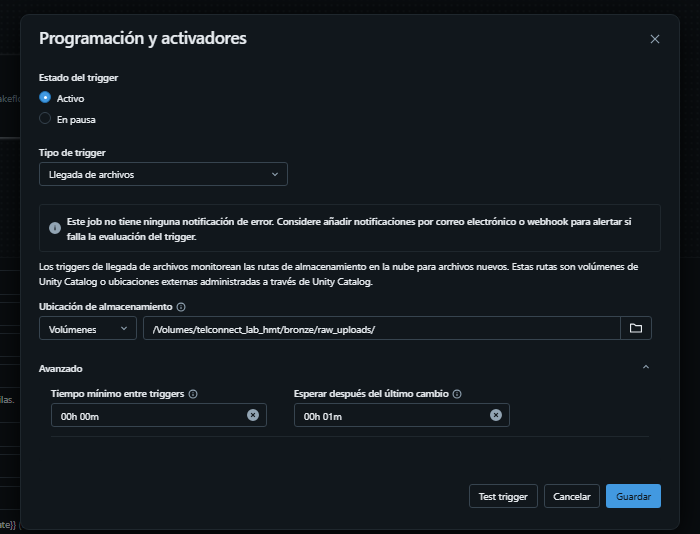 Programación y activadores
Estado del trigger
Activo
En pausa
Tipo de trigger
Llegada de archivos
Este job no tiene ninguna notificación de error. Considere añadir notificaciones por correo electrónico o webhook para alertar si
falla la evaluación del trigger.
Los triggers de llegada de archivos monitorean las rutas de almacenamiento en la nube para archivos nuevos. Estas rutas son volúmenes de
Unity Catalog o ubicaciones externas administradas a través de Unity Catalog.
Ubicación de almacenamiento
Volúmenes /Volumes/telconnect_lab_hmt/bronze/raw_uploads/
Avanzado
Tiempo mínimo entre triggers Esperar después del último cambio
00h 00m 00h 01m
Test trigger Cancelar Guardar